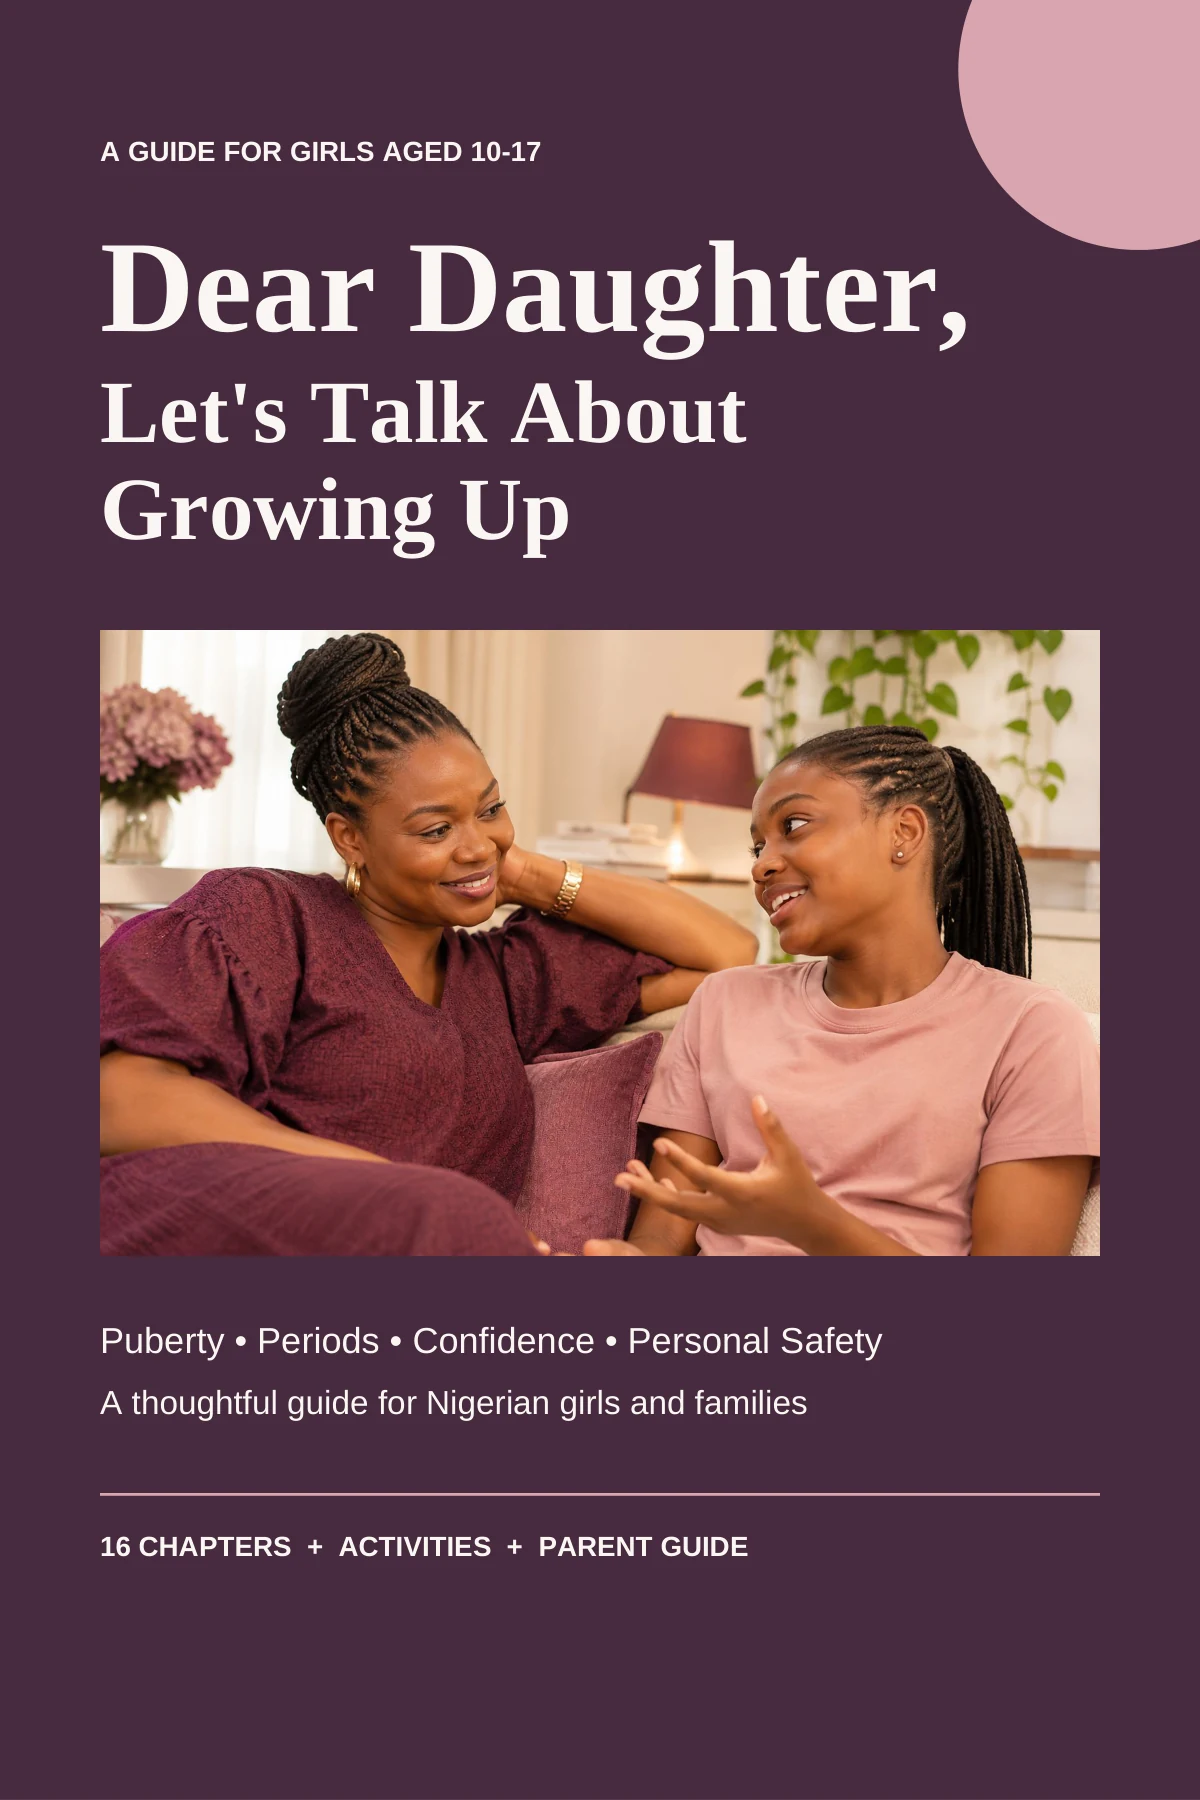 A GUIDE FOR GIRLS AGED 10-17
Dear Daughter,
Let's Talk About
Growing Up
Puberty • Periods • Confidence • Personal Safety
A thoughtful guide for Nigerian girls and families
16 CHAPTERS + ACTIVITIES + PARENT GUIDE